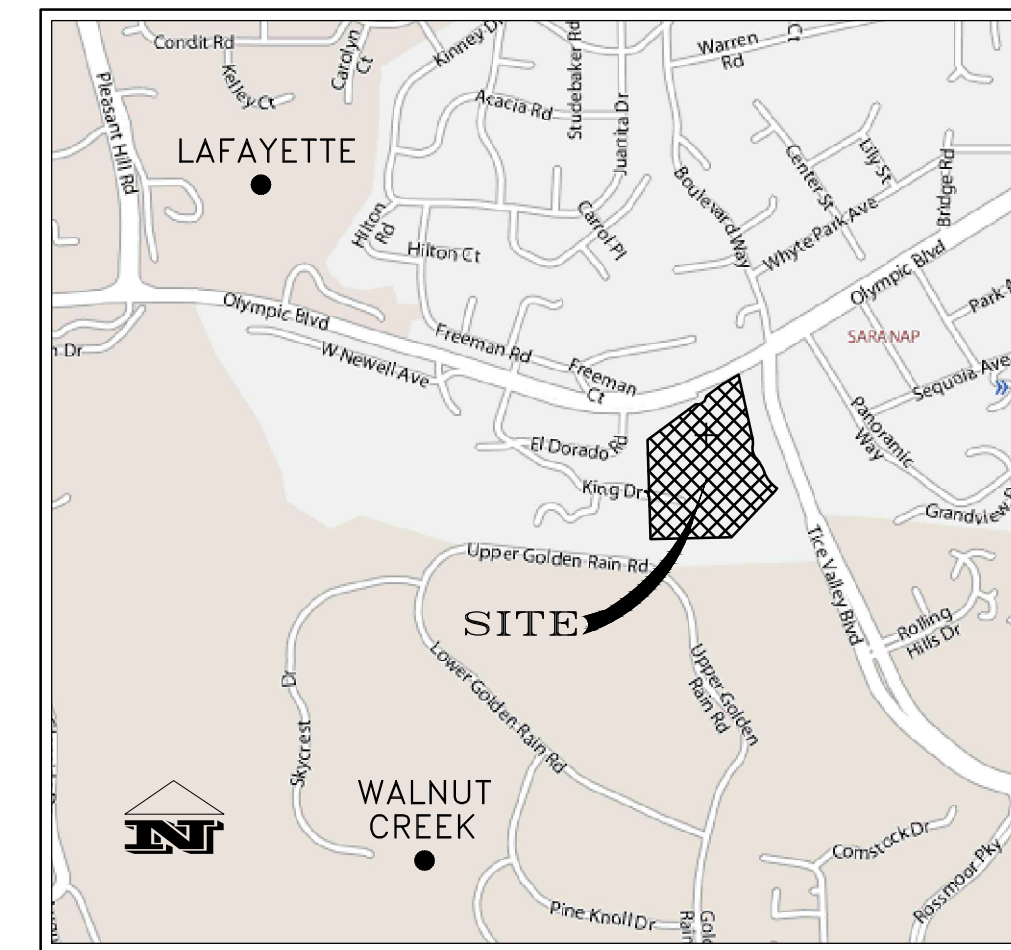 Condit Rd
Kelley Ct
Carolyn
Ct
Kinney Dr
Studebaker Rd
Juanita Dr
Acacia Rd
Warren
Rd
Ct
Pleasant Hill Rd
LAFAYETTE
Center St
Lily St
Bridge Rd
Boulevard Way
Whyte Park Ave
Hilton
Rd
Hilton Ct
Carrol Pl
Olympic Blvd
Olympic Blvd
Park
SARANAP
W Newell Ave
Freeman Rd
Freeman
Ct
Sequoia Ave
Panoramic
Way
El Dorado Rd
King Dr
Grandview
Upper Golden Rain Rd
SITE
Tice Valley Blvd
Rolling
Hills Dr
Lower Golden Rain Rd
Upper Golden
Rain Rd
Skycrest Dr
WALNUT
CREEK
N
Comstock Dr
Rossmoor Pky
Pine Knoll Dr
Rain